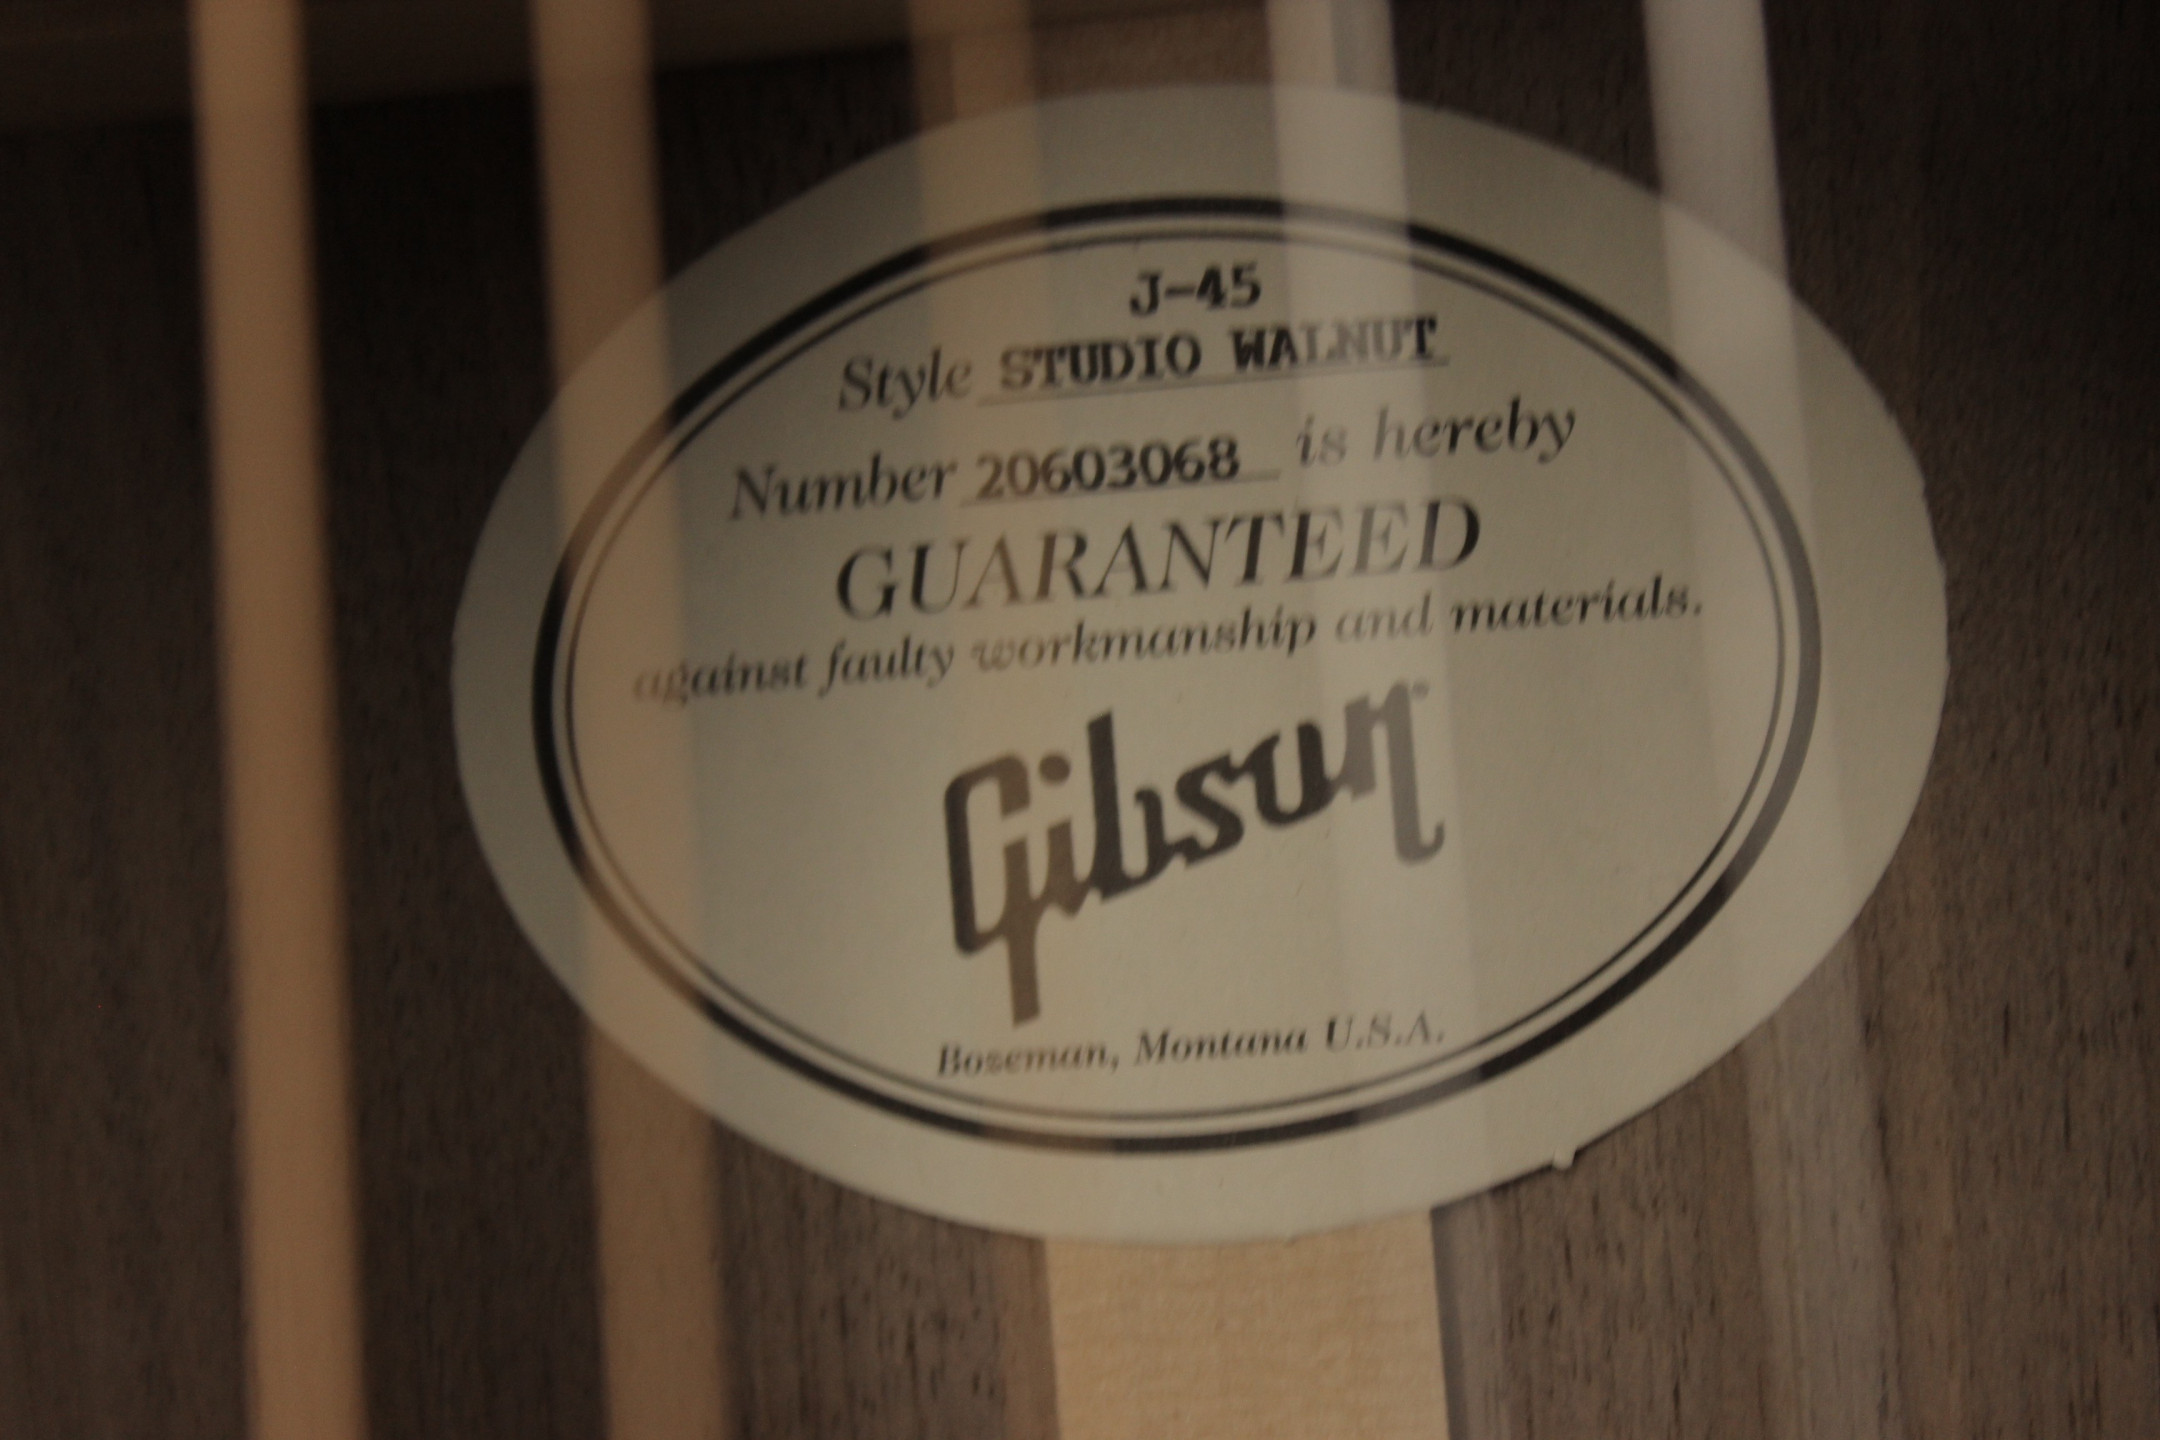 J-45
Style STUDIO WALNUT
Number 20603068 is hereby
GUARANTEED
against faulty workmanship and materials.
Gibson
Bozeman, Montana U.S.A.